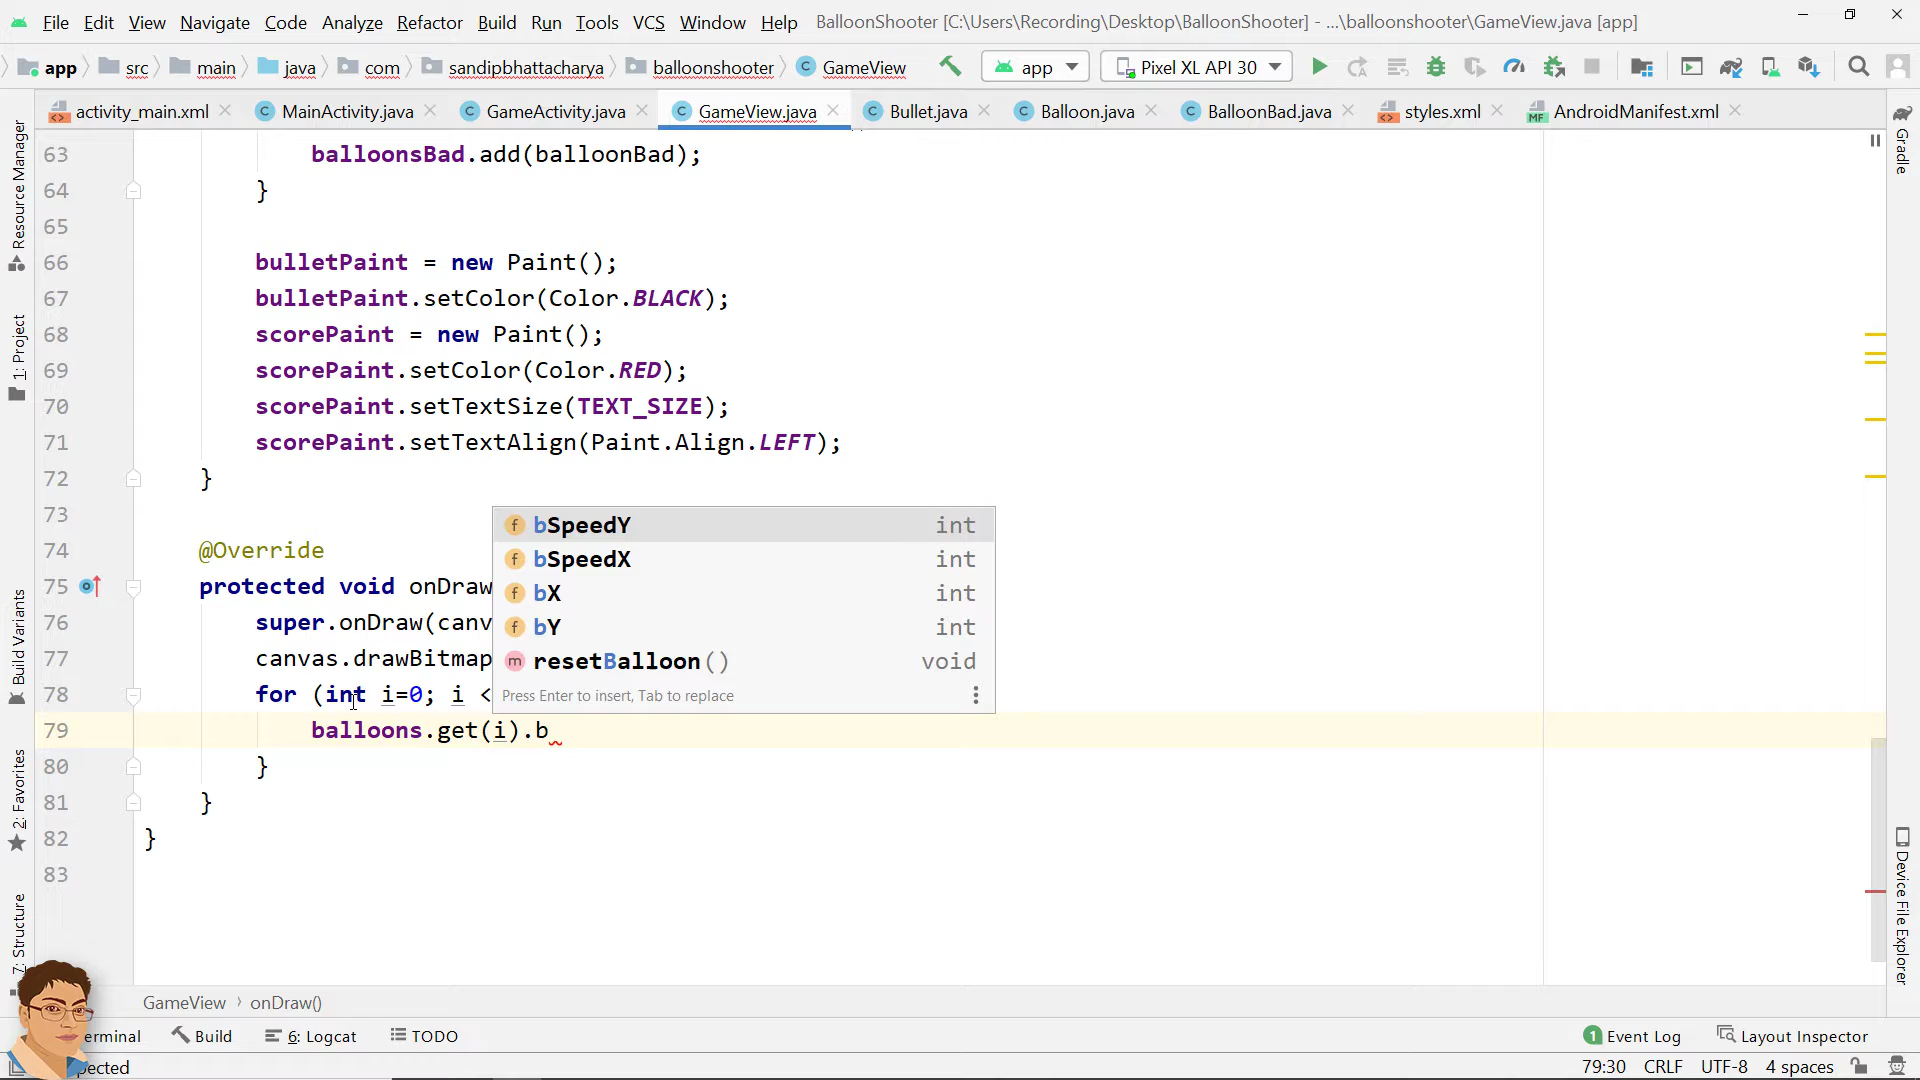 File Edit View Navigate Code Analyze Refactor Build Run Tools VCS Window Help BalloonShooter [C:\Users\Recording\Desktop\BalloonShooter] - ...\balloonshooter\GameView.java [app]
app src main java com sandipbhattacharya balloonshooter GameView app Pixel XL API 30
activity_main.xml MainActivity.java GameActivity.java GameView.java Bullet.java Balloon.java BalloonBad.java styles.xml AndroidManifest.xml
63 balloonsBad.add(balloonBad);
64 }
65
66 bulletPaint = new Paint();
67 bulletPaint.setColor(Color.BLACK);
68 scorePaint = new Paint();
69 scorePaint.setColor(Color.RED);
70 scorePaint.setTextSize(TEXT_SIZE);
71 scorePaint.setTextAlign(Paint.Align.LEFT);
72 }
73
74 @Override
75 protected void onDraw
76 super.onDraw(canv
77 canvas.drawBitmap
78 for (int i=0; i <
79 balloons.get(i).b
80 }
81 }
82 }
83
bSpeedY int
bSpeedX int
bX int
bY int
resetBalloon() void
Press Enter to insert, Tab to replace
Resource Manager
1: Project
Build Variants
2: Favorites
7: Structure
Gradle
Device File Explorer
GameView onDraw()
erminal Build 6: Logcat TODO Event Log Layout Inspector
1
pected 79:30 CRLF UTF-8 4 spaces